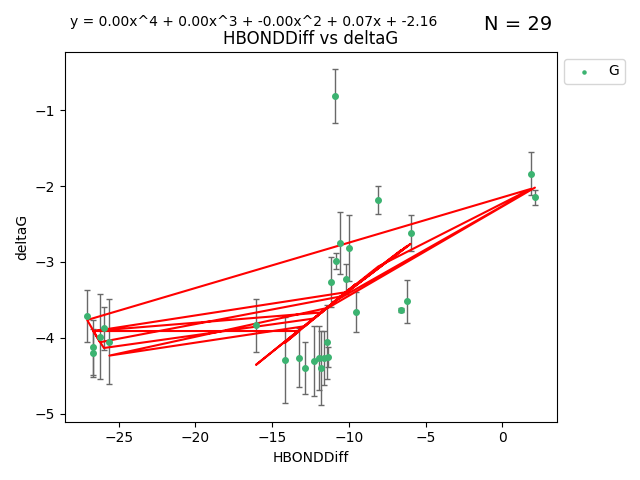 y = 0.00x^4 + 0.00x^3 + -0.00x^2 + 0.07x + -2.16
N = 29
HBONDDiff vs deltaG
G
−1
−2
−3
−4
−5
deltaG
−25 −20 −15 −10 −5 0
HBONDDiff